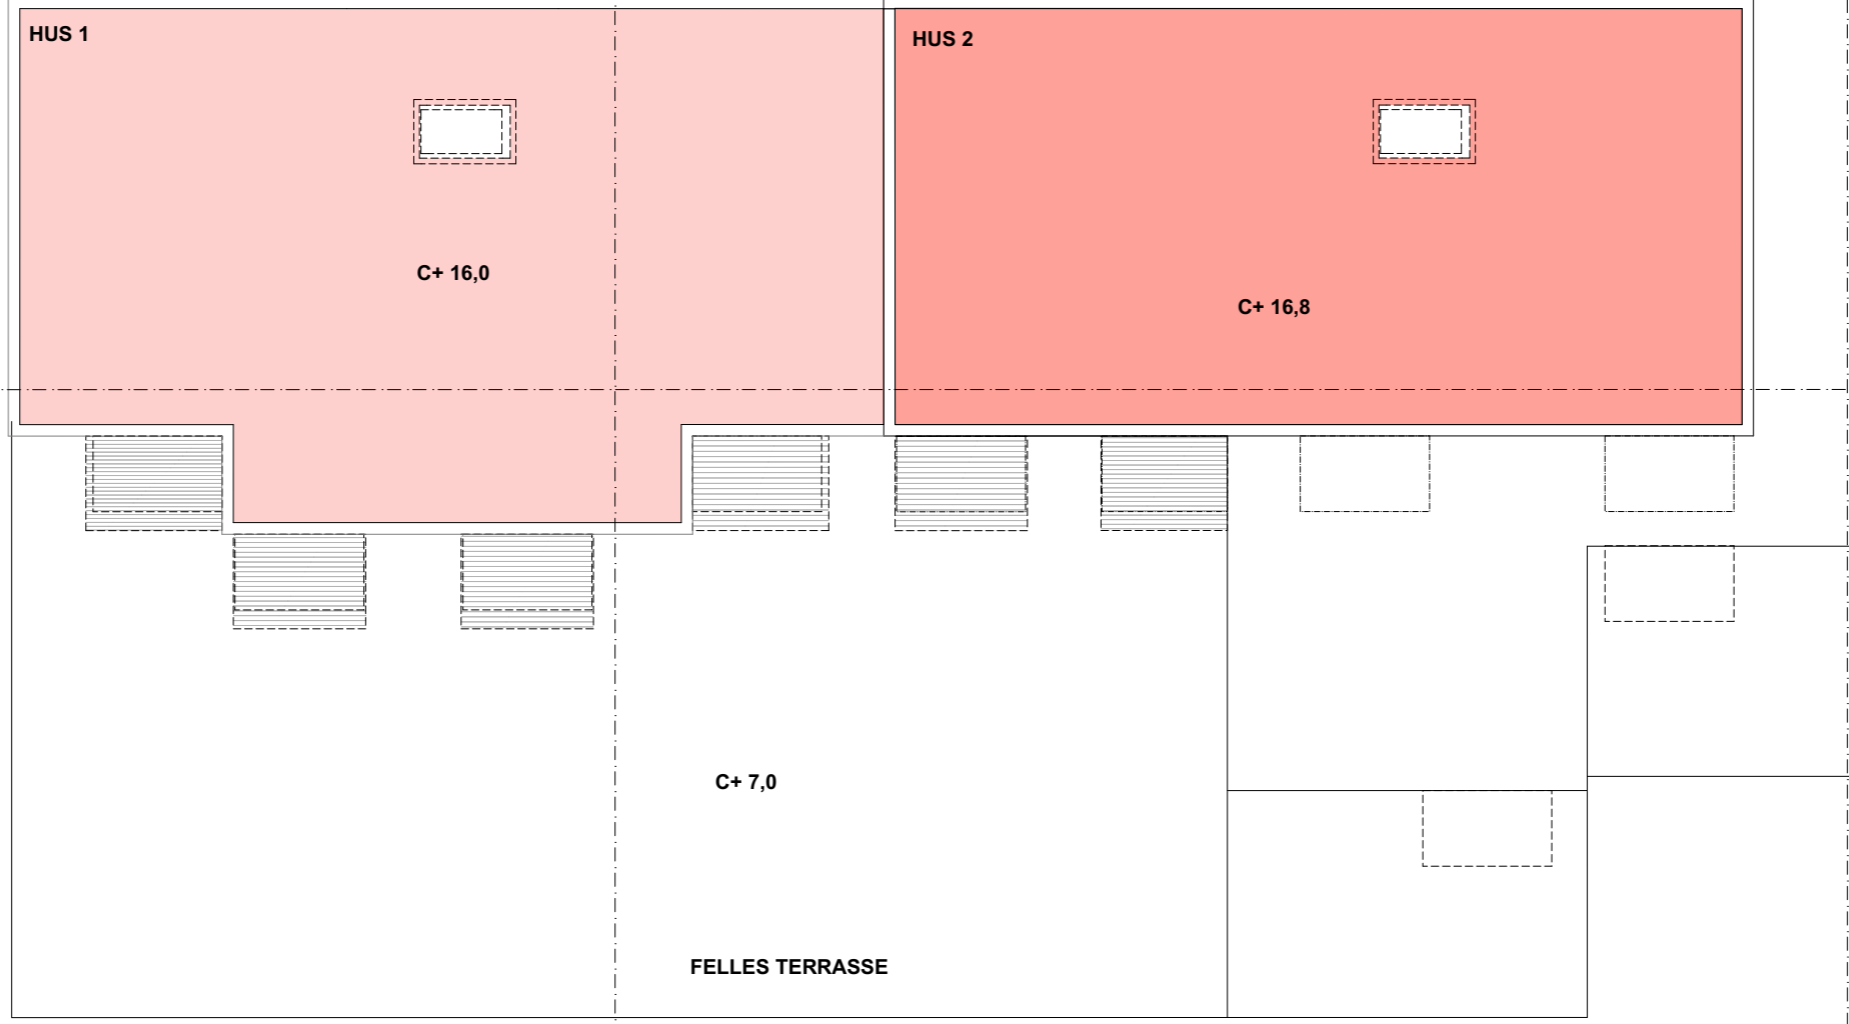 HUS 1
HUS 2
C+ 16,0
C+ 16,8
C+ 7,0
FELLES TERRASSE